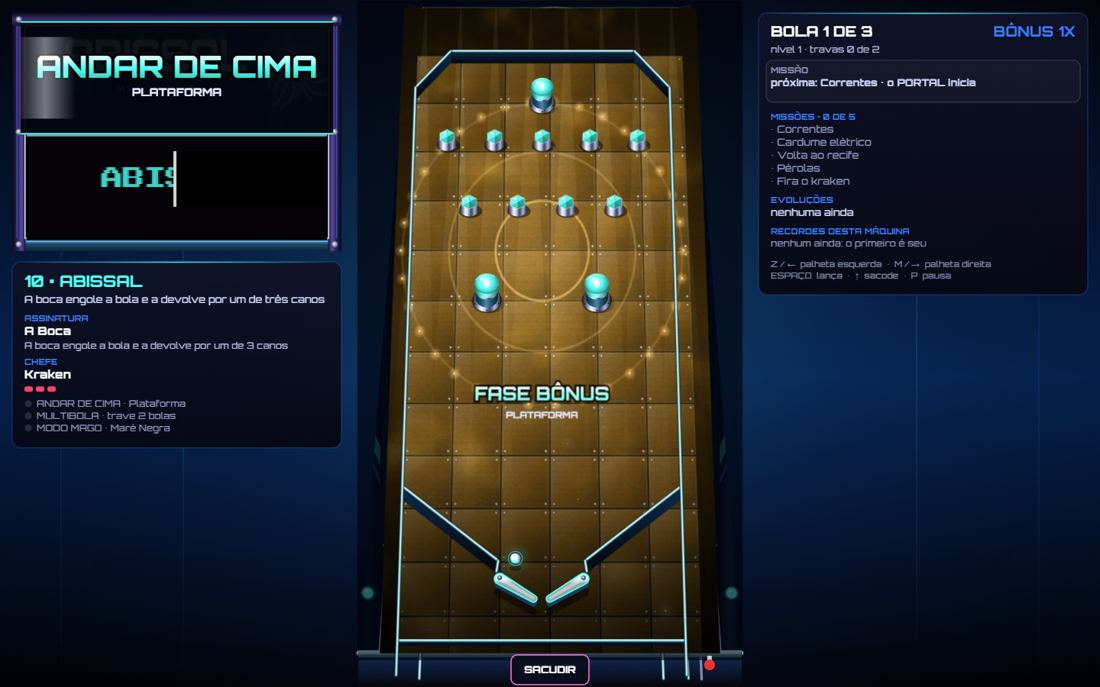 ANDAR DE CIMA
PLATAFORMA
ABIS
10 · ABISSAL
A boca engole a bola e a devolve por um de três canos
ASSINATURA
A Boca
A boca engole a bola e a devolve por um de 3 canos
CHEFE
Kraken
ANDAR DE CIMA · Plataforma
MULTIBOLA · trave 2 bolas
MODO MAGO · Maré Negra
FASE BÔNUS
PLATAFORMA
SACUDIR
BOLA 1 DE 3 BÔNUS 1X
nível 1 · travas 0 de 2
MISSÃO
próxima: Correntes · o PORTAL inicia
MISSÕES · 0 DE 5
· Correntes
· Cardume elétrico
· Volta ao recife
· Pérolas
· Fira o kraken
EVOLUÇÕES
nenhuma ainda
RECORDES DESTA MÁQUINA
nenhum ainda: o primeiro é seu
Z / ← palheta esquerda · M / → palheta direita
ESPAÇO lança · ↑ sacode · P pausa